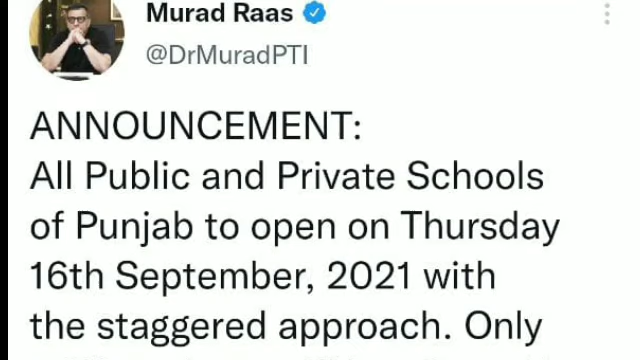 Murad Raas
@DrMuradPTI
ANNOUNCEMENT:
All Public and Private Schools
of Punjab to open on Thursday
16th September, 2021 with
the staggered approach. Only